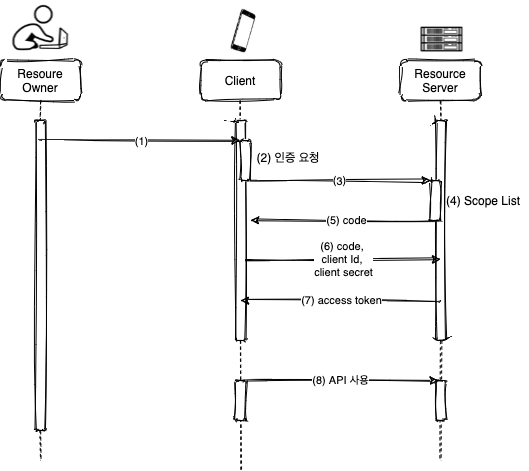 Resoure
Owner
Client
Resource
Server
(1)
(2) 인증 요청
(3)
(4) Scope List
(5) code
(6) code,
client Id,
client secret
(7) access token
(8) API 사용